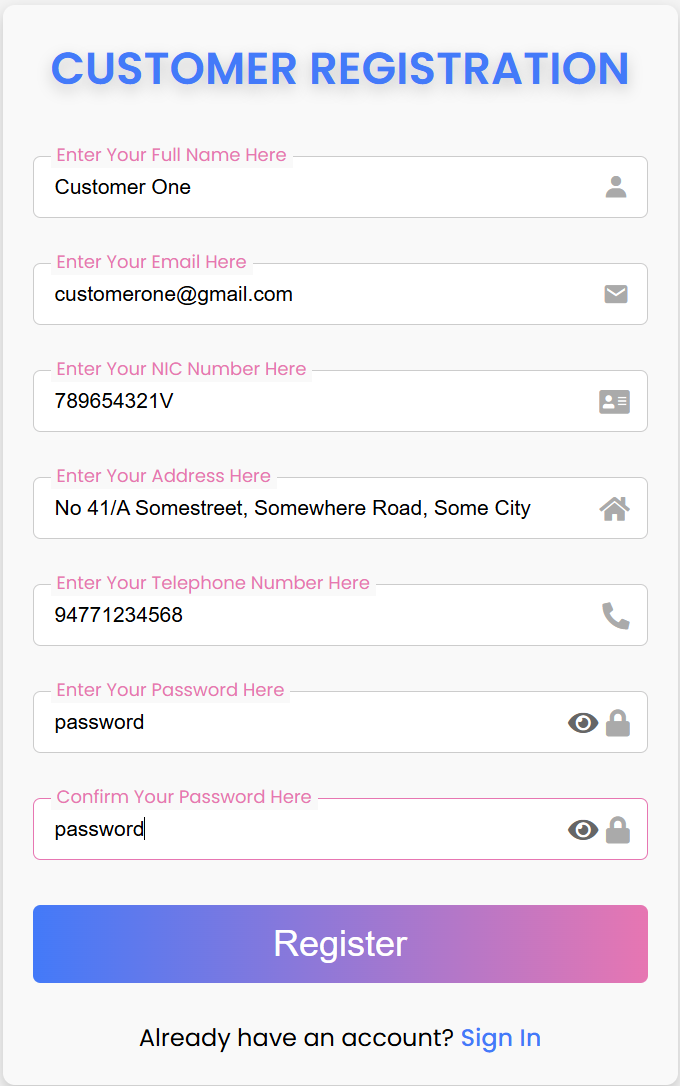 CUSTOMER REGISTRATION
Enter Your Full Name Here
Customer One
Enter Your Email Here
customerone@gmail.com
Enter Your NIC Number Here
789654321V
Enter Your Address Here
No 41/A Somestreet, Somewhere Road, Some City
Enter Your Telephone Number Here
94771234568
Enter Your Password Here
password
Confirm Your Password Here
password
Register
Already have an account? Sign In